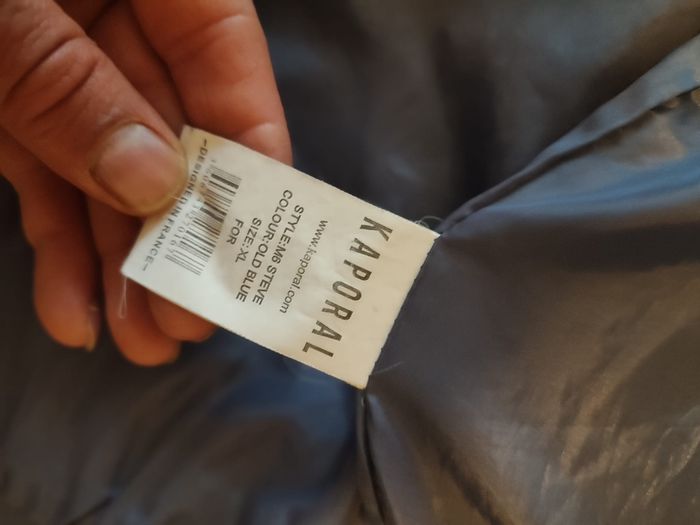 KAPORAL
www.kaporal.com
STYLE:M6 STEVE
COLOUR:OLD BLUE
SIZE:XL
FOR
–DESIGNED IN FRANCE–